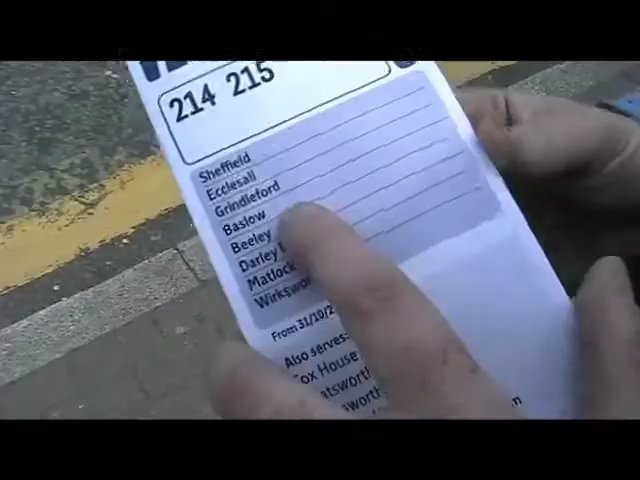 214 215
Sheffield
Ecclesall
Grindleford
Baslow
Beeley
Darley
Matlock
From 31/10/2
Also serves:
Fox House